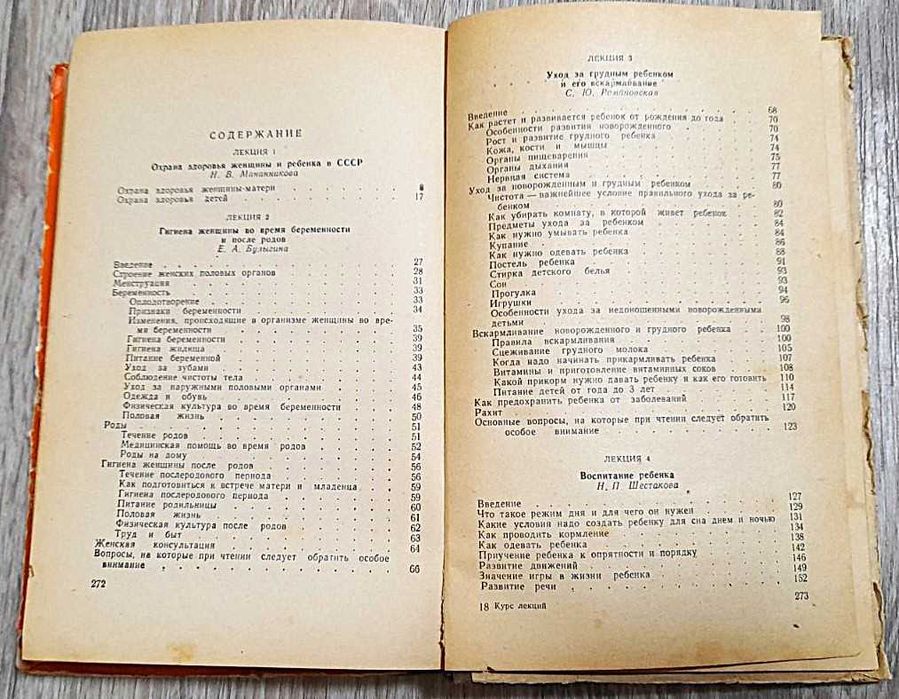 СОДЕРЖАНИЕ
ЛЕКЦИЯ 1
Охрана здоровья женщины и ребенка в СССР
Н. В. Мананникова
Охрана здоровья женщины-матери 8
Охрана здоровья детей 17
ЛЕКЦИЯ 2
Гигиена женщины во время беременности
и после родов
Е. А. Булыгина
Введение 27
Строение женских половых органов 28
Менструация 31
Беременность 33
Оплодотворение 33
Признаки беременности 34
Изменения, происходящие в организме женщины во вре-
мя беременности 35
Гигиена беременности 39
Гигиена жилища 39
Питание беременной 39
Уход за зубами 43
Соблюдение чистоты тела 44
Уход за наружными половыми органами 45
Одежда и обувь 46
Физическая культура во время беременности 48
Половая жизнь 50
Роды 51
Течение родов 51
Медицинская помощь во время родов 52
Роды на дому 54
Гигиена женщины после родов 56
Течение послеродового периода 56
Как подготовиться к встрече матери и младенца 59
Гигиена послеродового периода 59
Питание родильницы 60
Половая жизнь 61
Физическая культура после родов 62
Труд и быт 63
Женская консультация 64
Вопросы, на которые при чтении следует обратить особое
внимание 66
272
ЛЕКЦИЯ 3
Уход за грудным ребенком
и его вскармливание
С. Ю. Романовская
Введение 68
Как растет и развивается ребенок от рождения до года 70
Особенности развития новорожденного 70
Рост и развитие грудного ребенка 74
Кожа, кости и мышцы 74
Органы пищеварения 75
Органы дыхания 77
Нервная система 77
Уход за новорожденным и грудным ребенком 80
Чистота — важнейшее условие правильного ухода за ре-
бенком 80
Как убирать комнату, в которой живет ребенок 82
Предметы ухода за ребенком 84
Как нужно умывать ребенка 84
Купание 86
Как нужно одевать ребенка 88
Постель ребенка 91
Стирка детского белья 93
Сон 93
Прогулка 94
Игрушки 96
Особенности ухода за недоношенными новорожденными
детьми 98
Вскармливание новорожденного и грудного ребенка 100
Правила вскармливания 100
Сцеживание грудного молока 105
Когда надо начинать прикармливать ребенка 107
Витамины и приготовление витаминных соков 108
Какой прикорм нужно давать ребенку и как его готовить 110
Питание детей от года до 3 лет 114
Как предохранить ребенка от заболеваний 117
Рахит 120
Основные вопросы, на которые при чтении следует обратить
особое внимание 123
ЛЕКЦИЯ 4
Воспитание ребенка
Н. П. Шестакова
Введение 127
Что такое режим дня и для чего он нужен 129
Какие условия надо создать ребенку для сна днем и ночью 131
Как проводить кормление 134
Как одевать ребенка 138
Приучение ребенка к опрятности и порядку 142
Развитие движений 146
Значение игры в жизни ребенка 149
Развитие речи 152
18 Курс лекций 273